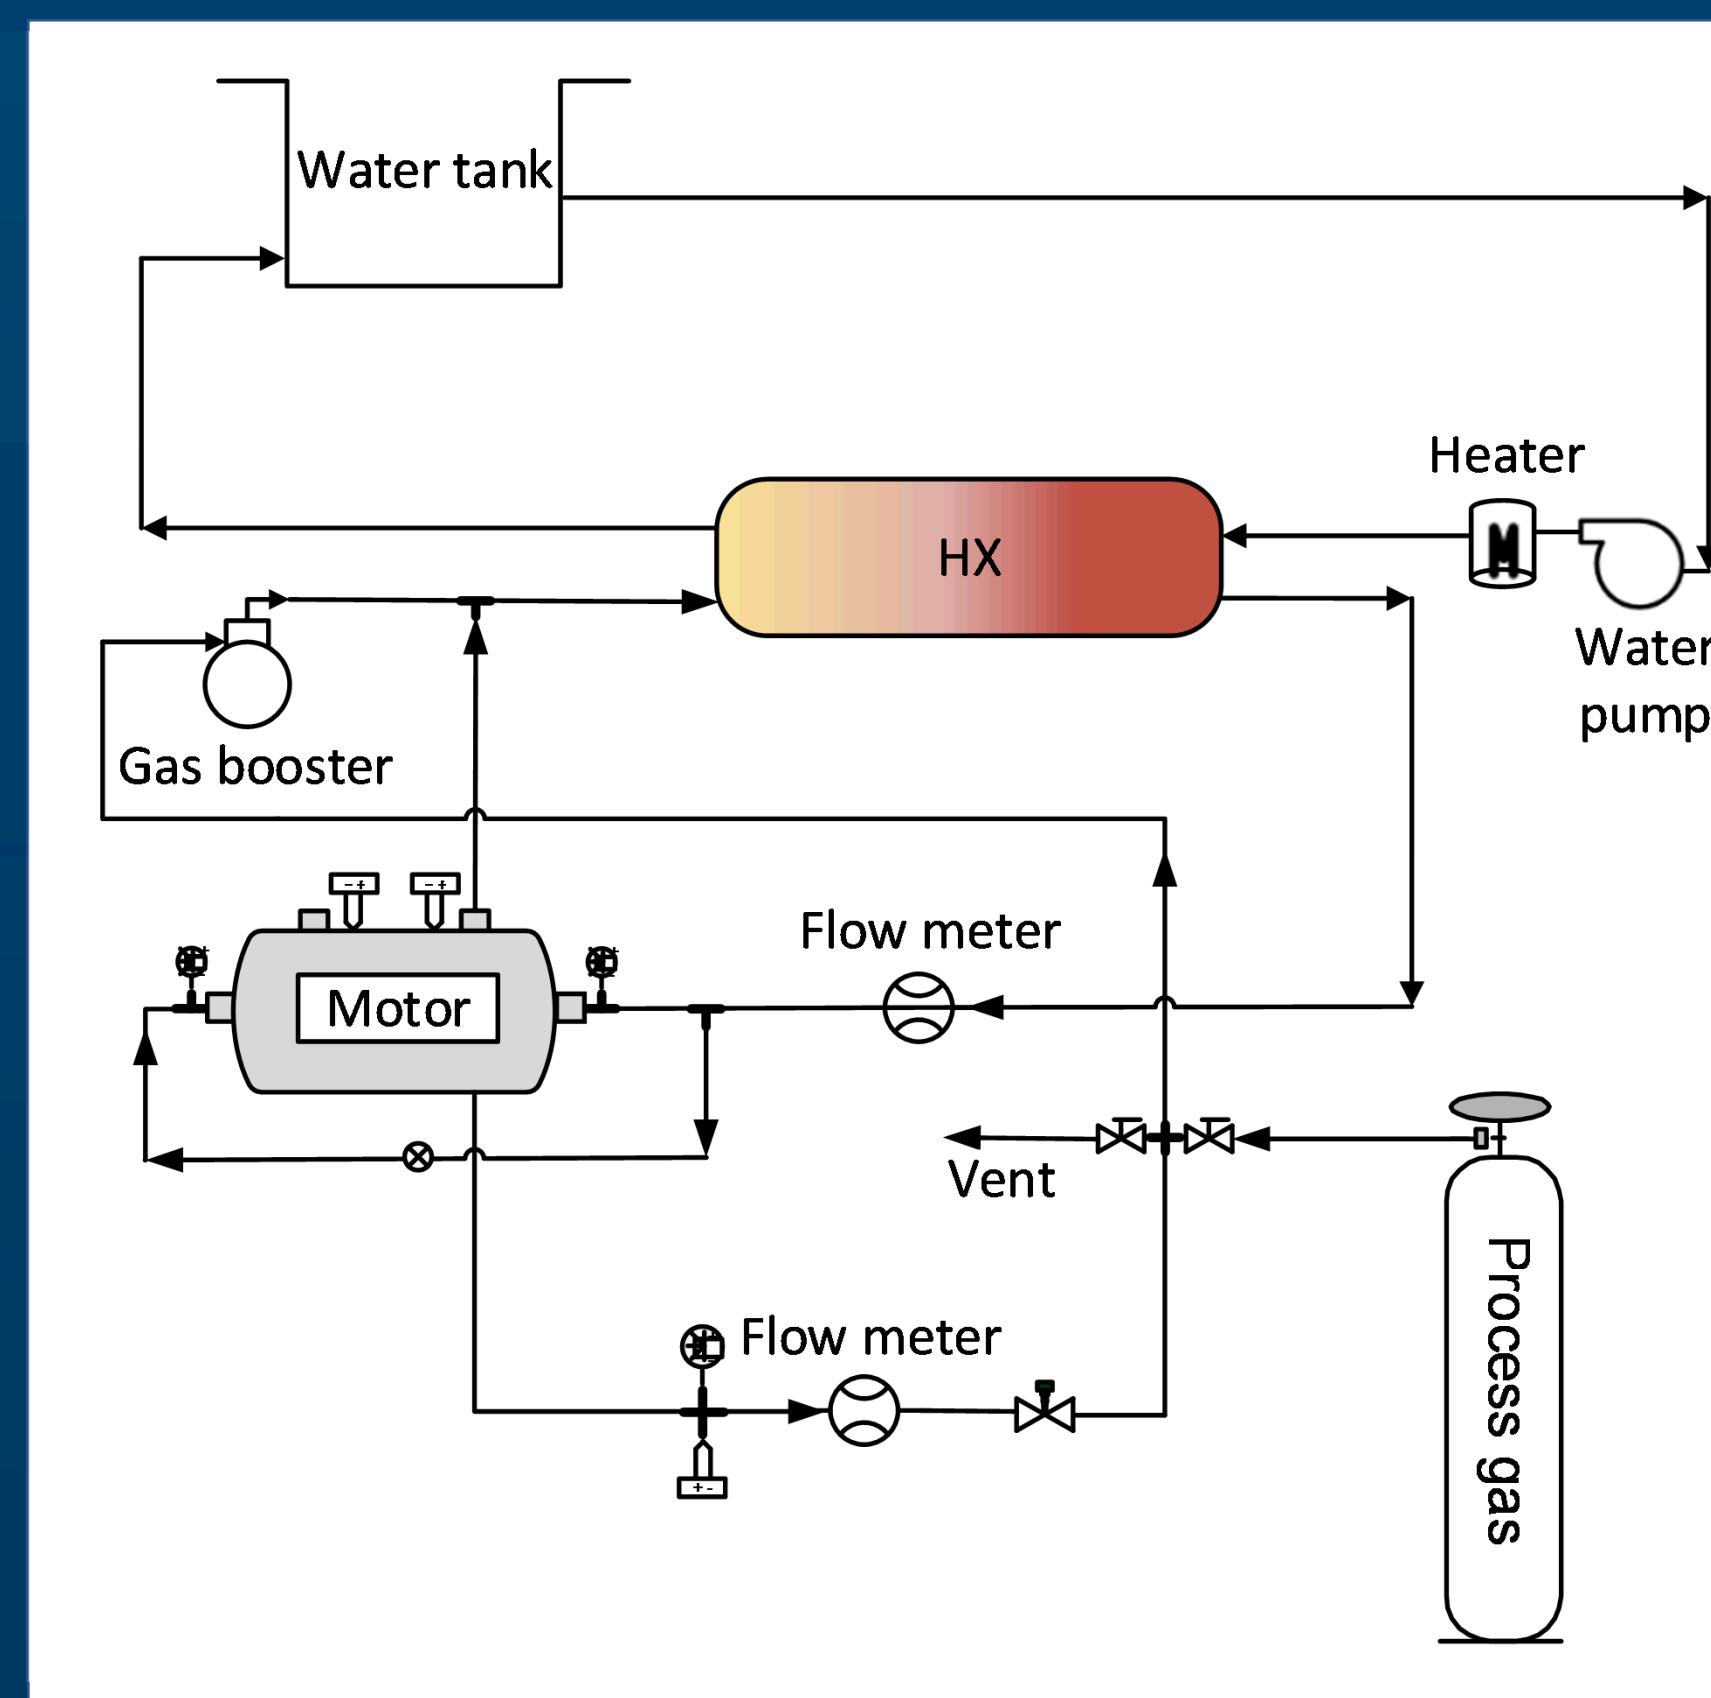 Water tank
Heater
M
HX
Water
pump
Gas booster
- +
- +
Flow meter
Motor
Vent
Process gas
Flow meter
+ -